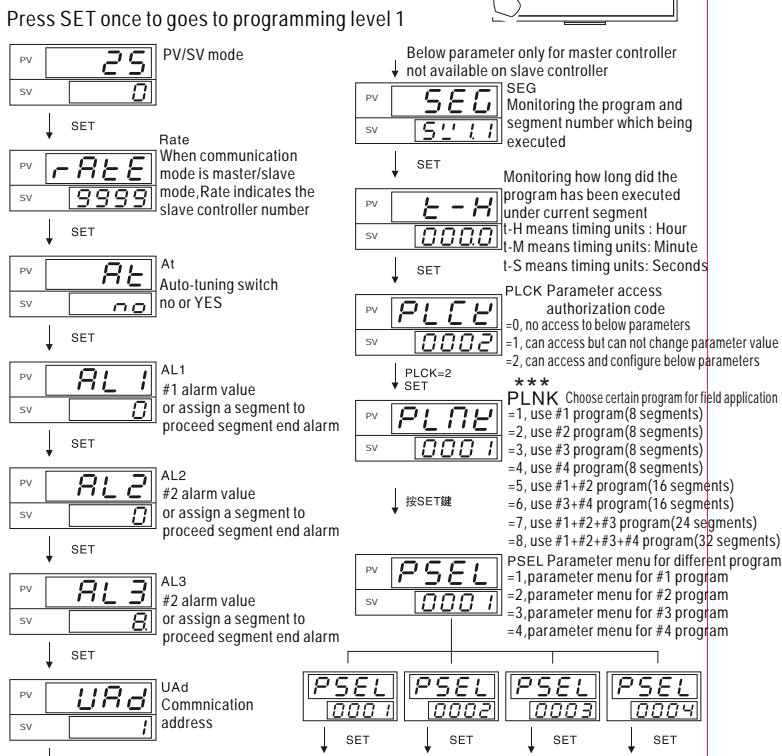 Press SET once to goes to programming level 1
PV 25
SV 0
PV/SV mode
SET
PV rAtE
SV 9999
Rate
When communication
mode is master/slave
mode,Rate indicates the
slave controller number
SET
PV At
SV no
At
Auto-tuning switch
no or YES
SET
PV AL1
SV 0
AL1
#1 alarm value
or assign a segment to
proceed segment end alarm
SET
PV AL2
SV 0
AL2
#2 alarm value
or assign a segment to
proceed segment end alarm
SET
PV AL3
SV 8.
AL3
#2 alarm value
or assign a segment to
proceed segment end alarm
SET
PV UAd
SV 1
UAd
Commnication
address
Below parameter only for master controller
not available on slave controller
PV SEG
SV
SEG
Monitoring the program and
segment number which being
executed
SET
PV t-H
SV 000.0
Monitoring how long did the
program has been executed
under current segment
t-H means timing units : Hour
t-M means timing units: Minute
t-S means timing units: Seconds
SET
PV PLCK
SV 0002
PLCK Parameter access
authorization code
=0, no access to below parameters
=1, can access but can not change parameter value
=2, can access and configure below parameters
PLCK=2
SET
PV PLNK
SV 0001
***
PLNK Choose certain program for field application
=1, use #1 program(8 segments)
=2, use #2 program(8 segments)
=3, use #3 program(8 segments)
=4, use #4 program(8 segments)
=5, use #1+#2 program(16 segments)
=6, use #3+#4 program(16 segments)
=7, use #1+#2+#3 program(24 segments)
=8, use #1+#2+#3+#4 program(32 segments)
按SET鍵
PV PSEL
SV 0001
PSEL Parameter menu for different program
=1,parameter menu for #1 program
=2,parameter menu for #2 program
=3,parameter menu for #3 program
=4,parameter menu for #4 program
PSEL PSEL PSEL PSEL
0001 0002 0003 0004
SET SET SET SET